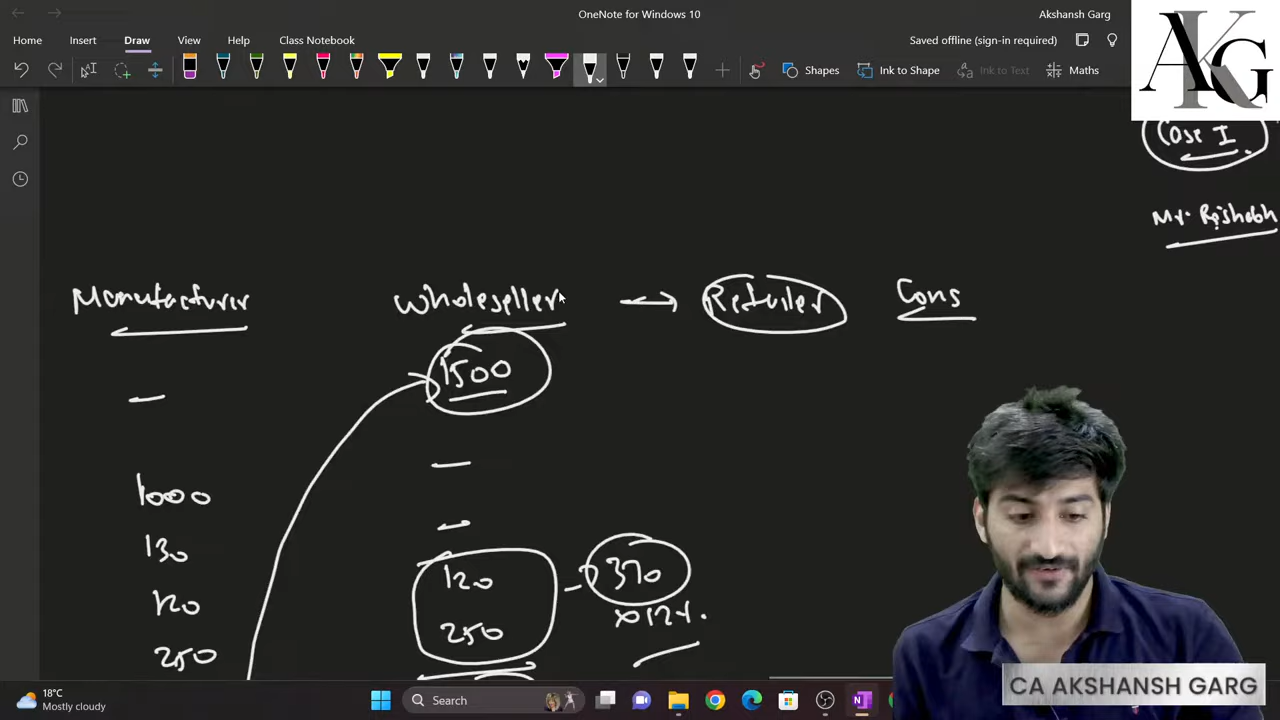 OneNote for Windows 10
Akshansh Garg
Home Insert Draw View Help Class Notebook
Saved offline (sign-in required)
Shapes Ink to Shape Ink to Text Maths
AKG
Case I
Mr. Rishabh
Manufacturer Wholeseller Retailer Cons
1500
1000
130
120 120 370
250 250 x12%
18°C
Mostly cloudy
Search
CA AKSHANSH GARG